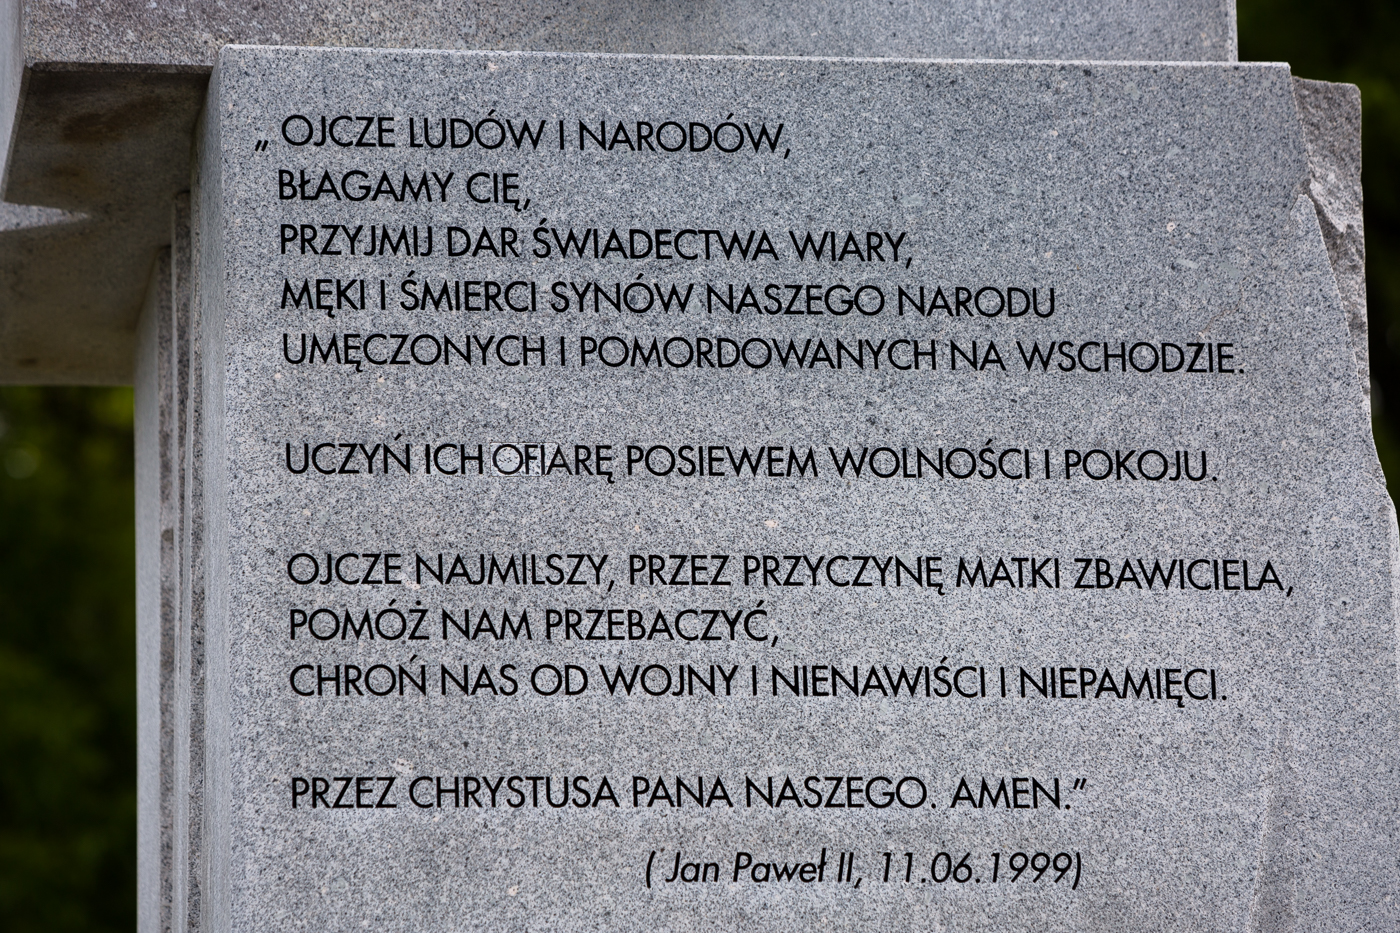 „ OJCZE LUDÓW I NARODÓW,
BŁAGAMY CIĘ,
PRZYJMIJ DAR ŚWIADECTWA WIARY,
MĘKI I ŚMIERCI SYNÓW NASZEGO NARODU
UMĘCZONYCH I POMORDOWANYCH NA WSCHODZIE.
UCZYŃ ICH OFIARĘ POSIEWEM WOLNOŚCI I POKOJU.
OJCZE NAJMILSZY, PRZEZ PRZYCZYNĘ MATKI ZBAWICIELA,
POMÓŻ NAM PRZEBACZYĆ,
CHROŃ NAS OD WOJNY I NIENAWIŚCI I NIEPAMIĘCI.
PRZEZ CHRYSTUSA PANA NASZEGO. AMEN.”
( Jan Paweł II, 11.06.1999)